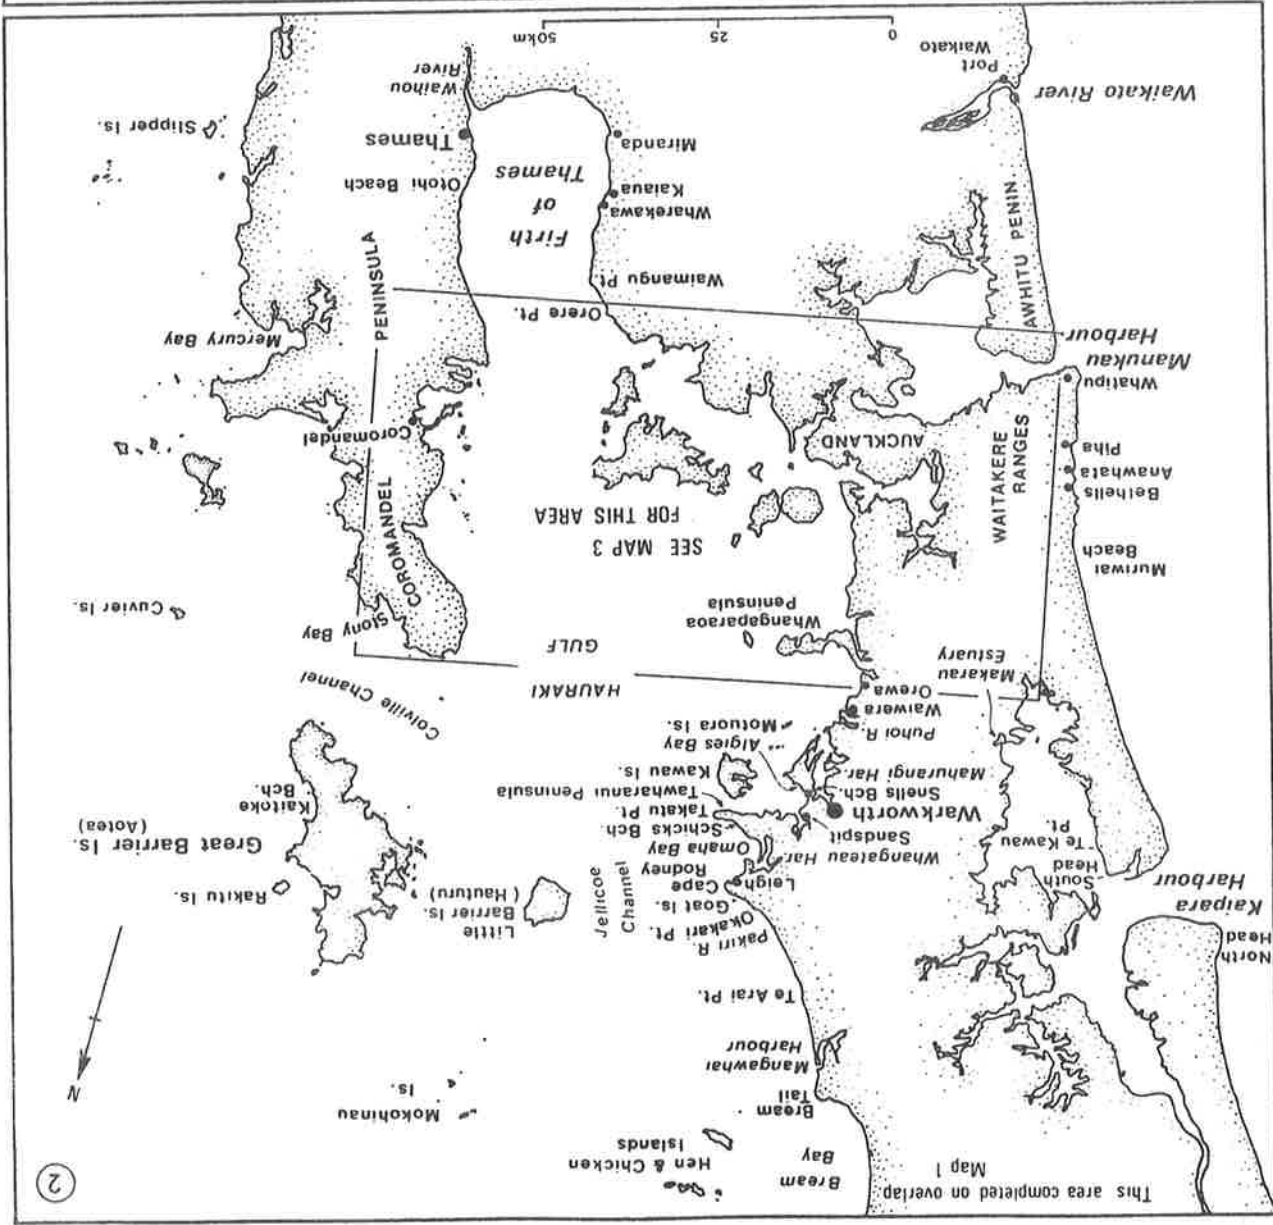 This area completed on overlap
Map 1
2
Bream
Bay
Hen & Chicken
Islands
Bream
Tail
Mokohinau
Is.
N
Mangawhai
Harbour
Te Arai Pt.
North
Head
Kaipara
Harbour
Pakiri R.
Okakari Pt.
Goat Is.
Cape
Rodney
Leigh
Jellicoe
Channel
Little
Barrier Is.
(Hauturu)
Rakitu Is.
Great Barrier Is.
(Aotea)
Kaitoke
Bch.
South
Head
Te Kawau
Pt.
Whangateau Har
Omaha Bay
Schicks Bch.
Takatu
Pt.
Tawharanui Peninsula
Sandspit
Warkworth
Snells Bch.
Mahurangi Har.
Kawau Is.
Algies Bay
Motuora Is.
Puhoi R.
Waiwera
Orewa
Makarau
Estuary
HAURAKI
GULF
Colville Channel
Whangaparaoa
Peninsula
Stony Bay
Cuvier Is.
Muriwai
Beach
SEE MAP 3
FOR THIS AREA
COROMANDEL
PENINSULA
Bethells
Anawhata
Piha
WAITAKERE
RANGES
AUCKLAND
Coromandel
Whatipu
Manukau
Harbour
Mercury Bay
AWHITU PENIN
Orere Pt.
Waimangu Pt.
Wharekawa
Kaiaua
Miranda
Firth
of
Thames
Otohi Beach
Thames
Waihou
River
Slipper Is.
Waikato River
Port
Waikato
0
25
50km